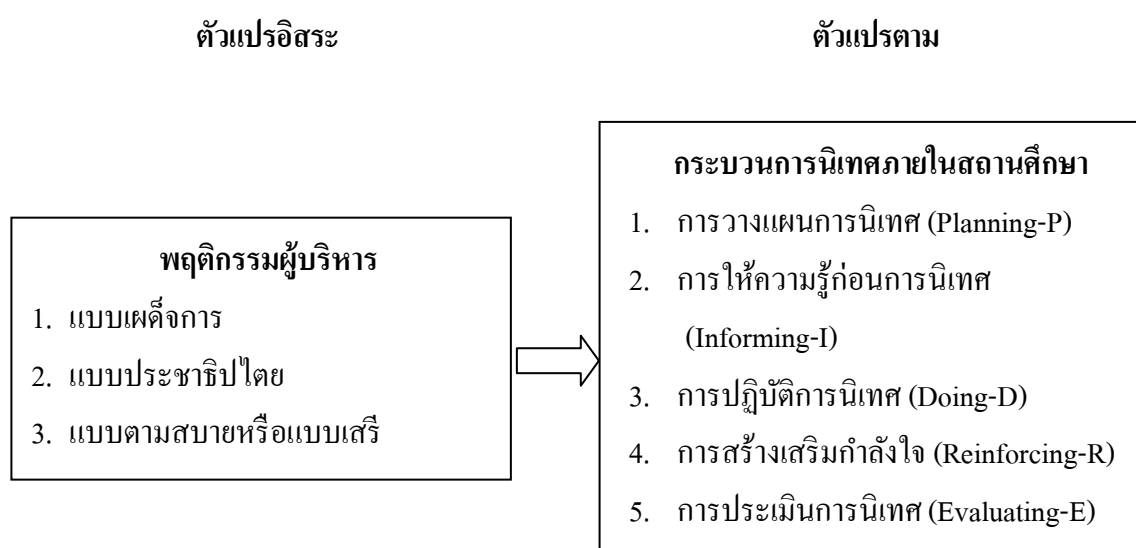 ตัวแปรอิสระ
ตัวแปรตาม
พฤติกรรมผู้บริหาร
1. แบบเผด็จการ
2. แบบประชาธิปไตย
3. แบบตามสบายหรือแบบเสรี
กระบวนการนิเทศภายในสถานศึกษา
1. การวางแผนการนิเทศ (Planning-P)
2. การให้ความรู้ก่อนการนิเทศ
(Informing-I)
3. การปฏิบัติการนิเทศ (Doing-D)
4. การสร้างเสริมกำลังใจ (Reinforcing-R)
5. การประเมินการนิเทศ (Evaluating-E)